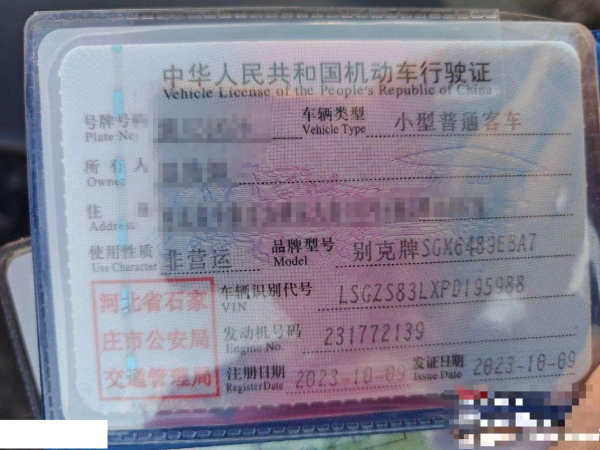 中华人民共和国机动车行驶证
Vehicle License of the People's Republic of China
号牌号码 车辆类型 小型普通客车
Plate No. Vehicle Type
所有人
Owner
住
Address
使用性质 非营运 品牌型号 别克牌SGM6489EBA7
Use Character Model
河北省石家
庄市公安局
交通管理局
车辆识别代号 LSGZS83LXPD195988
VIN
发动机号码 231772139
Engine No.
注册日期 2023-10-09 发证日期 2023-10-09
Register Date Issue Date